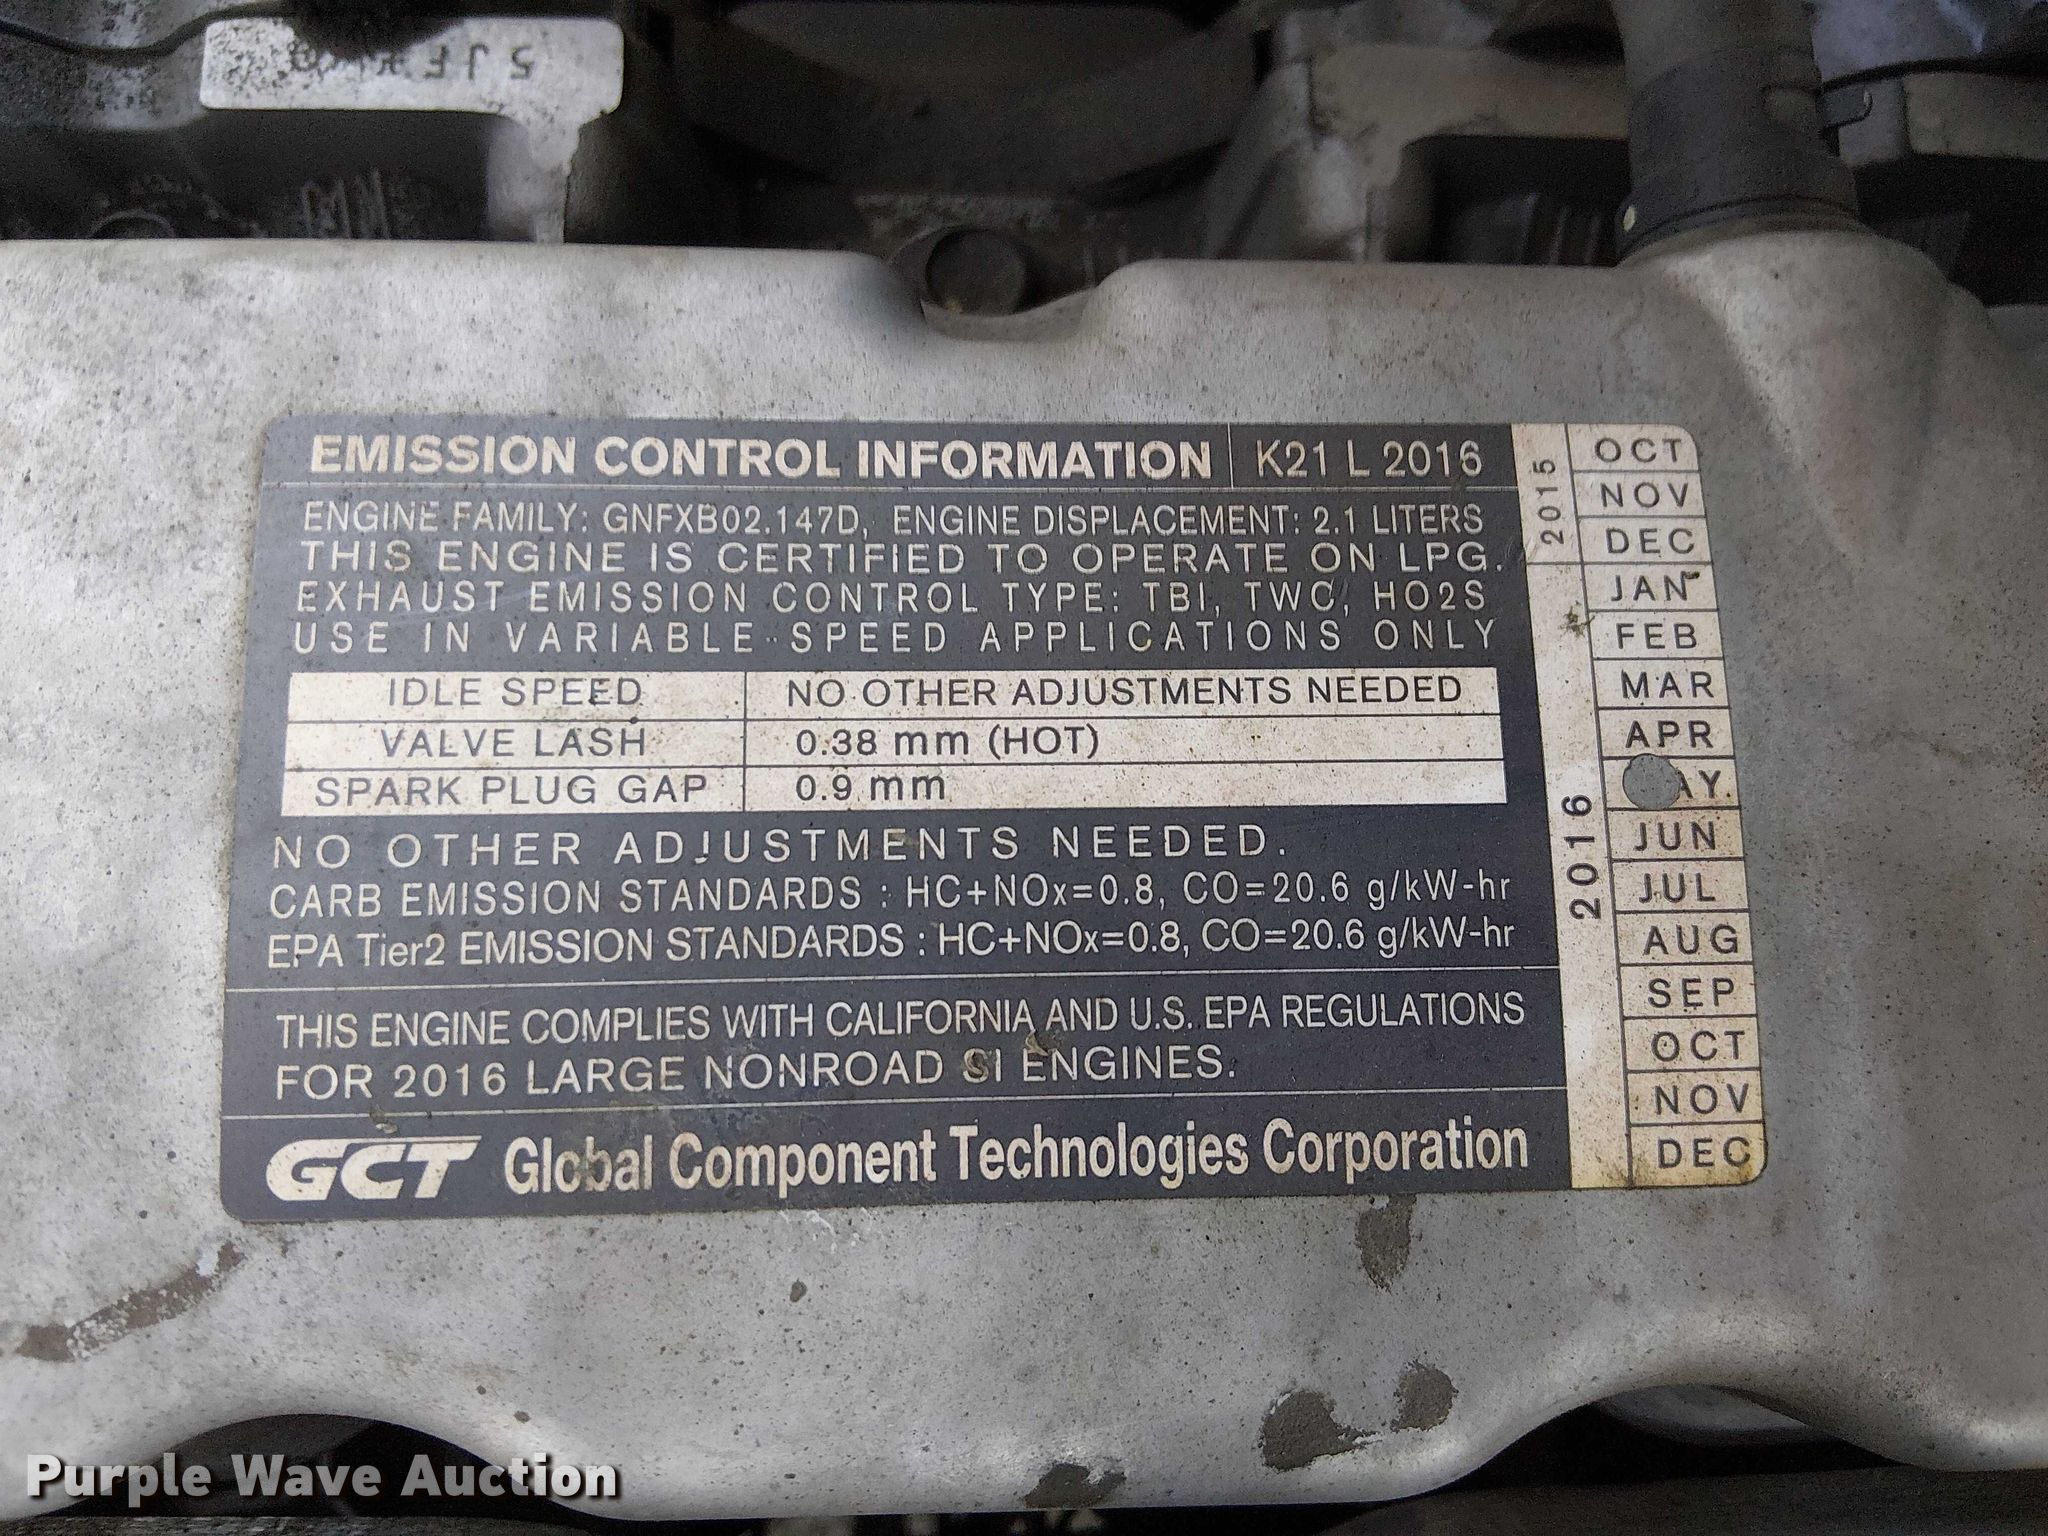 EMISSION CONTROL INFORMATION K21 L 2016
ENGINE FAMILY: GNFXB02.147D, ENGINE DISPLACEMENT: 2.1 LITERS
THIS ENGINE IS CERTIFIED TO OPERATE ON LPG.
EXHAUST EMISSION CONTROL TYPE: TBI, TWC, HO2S
USE IN VARIABLE-SPEED APPLICATIONS ONLY
IDLE SPEED NO OTHER ADJUSTMENTS NEEDED
VALVE LASH 0.38 mm (HOT)
SPARK PLUG GAP 0.9 mm
NO OTHER ADJUSTMENTS NEEDED.
CARB EMISSION STANDARDS : HC+NOx=0.8, CO=20.6 g/kW-hr
EPA Tier2 EMISSION STANDARDS : HC+NOx=0.8, CO=20.6 g/kW-hr
THIS ENGINE COMPLIES WITH CALIFORNIA AND U.S. EPA REGULATIONS
FOR 2016 LARGE NONROAD SI ENGINES.
GCT Global Component Technologies Corporation
2015
OCT
NOV
DEC
2016
JAN
FEB
MAR
APR
AY.
JUN
JUL
AUG
SEP
OCT
NOV
DEC
Purple Wave Auction